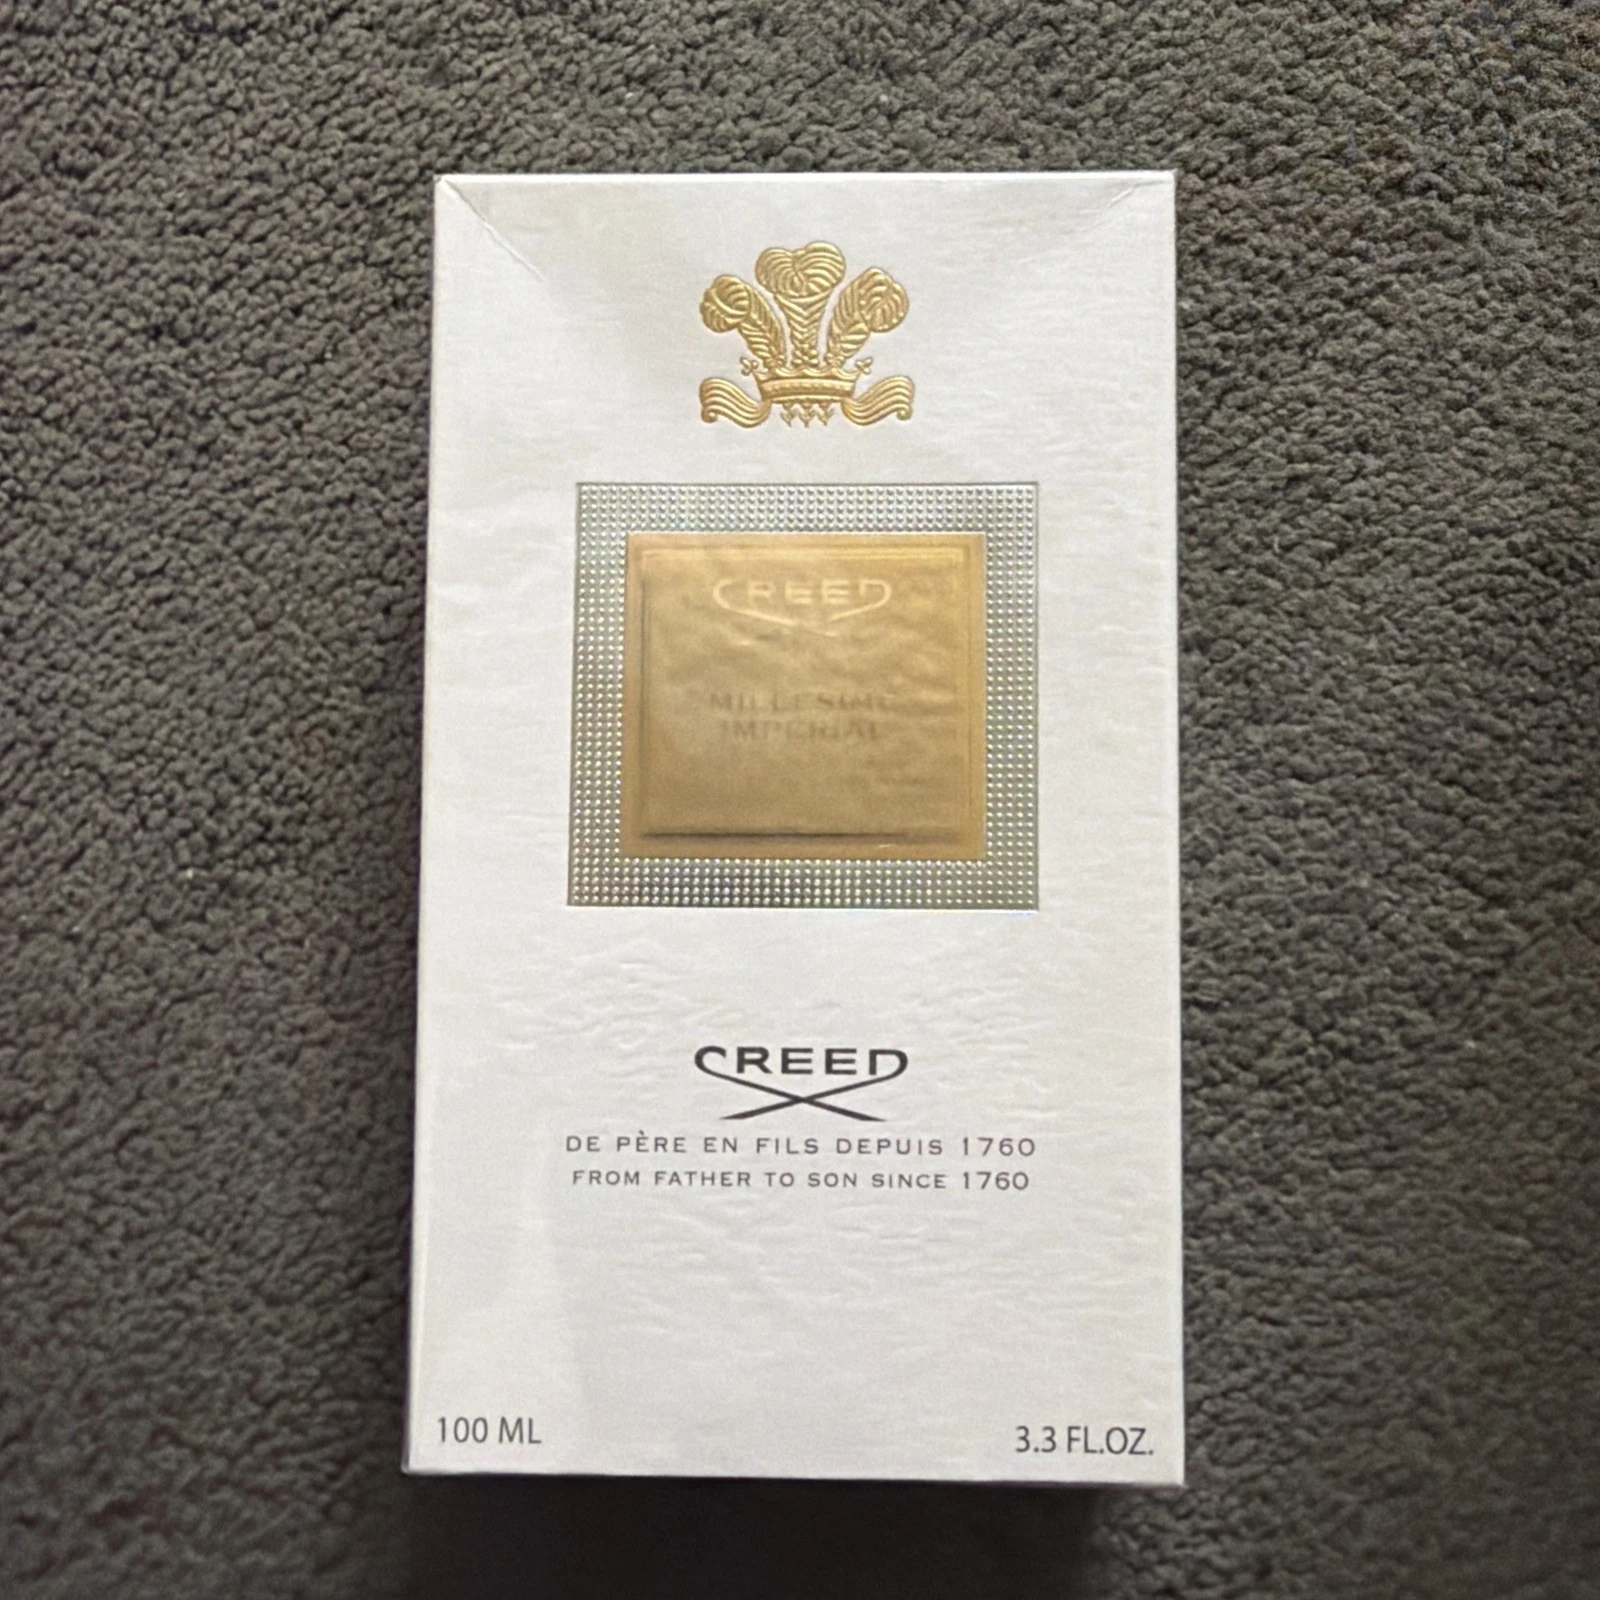 CREED
MILLESIME
IMPERIAL
CREED
DE PÈRE EN FILS DEPUIS 1760
FROM FATHER TO SON SINCE 1760
100 ML
3.3 FL.OZ.